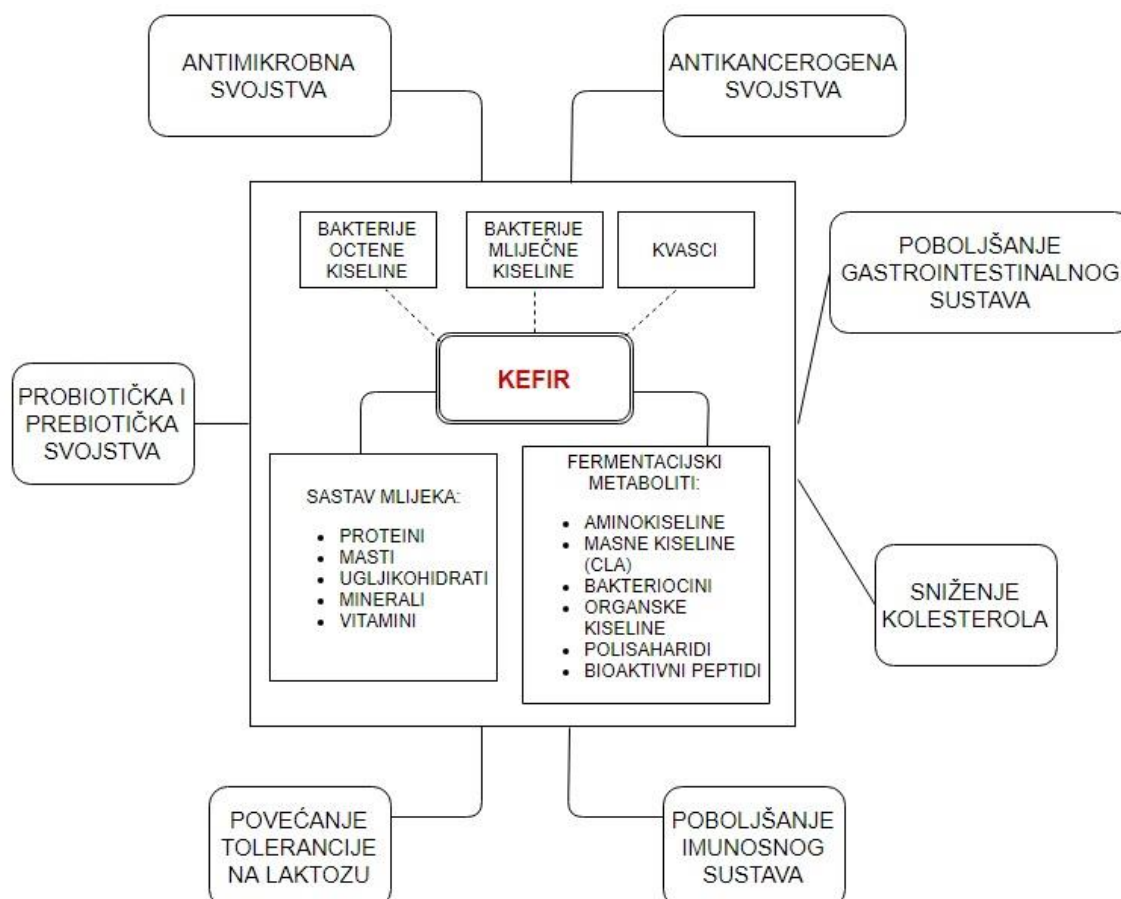 ANTIMIKROBNA
SVOJSTVA
ANTIKANCEROGENA
SVOJSTVA
BAKTERIJE
OCTENE
KISELINE
BAKTERIJE
MLIJEČNE
KISELINE
KVASCI
POBOLJŠANJE
GASTROINTESTINALNOG
SUSTAVA
KEFIR
PROBIOTIČKA I
PREBIOTIČKA
SVOJSTVA
SASTAV MLIJEKA:
• PROTEINI
• MASTI
• UGLJIKOHIDRATI
• MINERALI
• VITAMINI
FERMENTACIJSKI
METABOLITI:
• AMINOKISELINE
• MASNE KISELINE
(CLA)
• BAKTERIOCINI
• ORGANSKE
KISELINE
• POLISAHARIDI
• BIOAKTIVNI PEPTIDI
SNIŽENJE
KOLESTEROLA
POVEĆANJE
TOLERANCIJE
NA LAKTOZU
POBOLJŠANJE
IMUNOSNOG
SUSTAVA